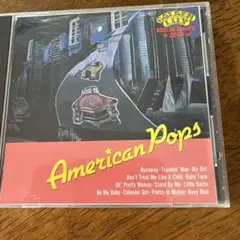 American Pops
Runaway・Travelin' Man・My Girl
Don't Treat Me Like A Child・Baby Face
Oh' Pretty Woman・Stand By Me・Little Darlin
Be My Baby・Calendar Girl・Poetry in Motion・Navy Blue